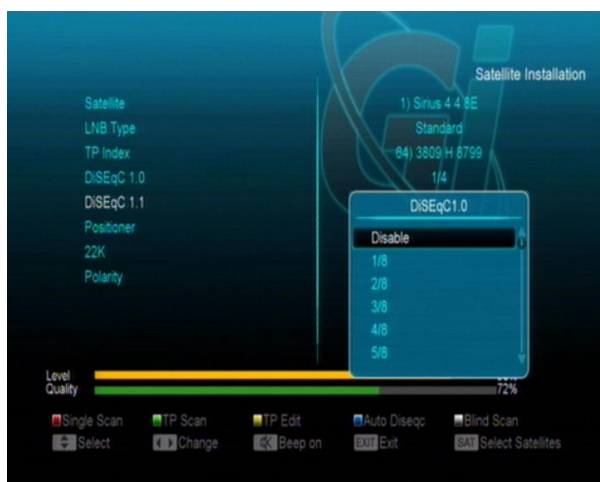 Satellite Installation
Satellite 1) Sirius 4 4.8E
LNB Type Standard
TP Index 64) 3809 H 8799
DiSEqC 1.0 1/4
DiSEqC 1.1
Positioner
22K
Polarity
DiSEqC1.0
Disable
1/8
2/8
3/8
4/8
5/8
Level
Quality 72%
Single Scan TP Scan TP Edit Auto Diseqc Blind Scan
Select Change Beep on EXIT Exit SAT Select Satellites